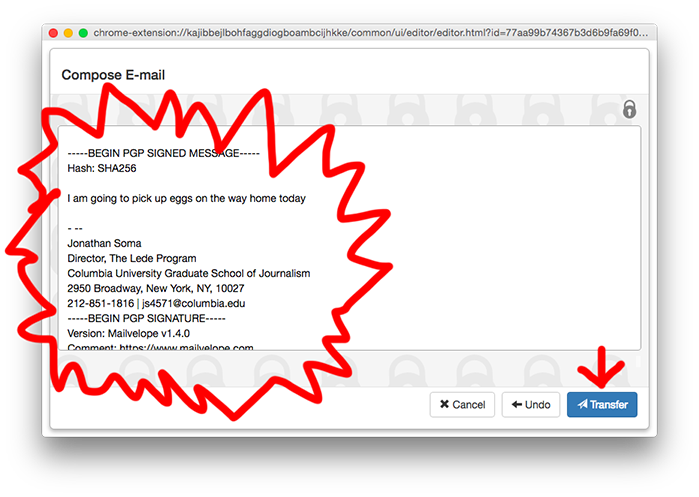 chrome-extension://kajibbejlbohfaggdiogboambcijhkke/common/ui/editor/editor.html?id=77aa99b74367b3d6b9fa69f0...
Compose E-mail
-----BEGIN PGP SIGNED MESSAGE-----
Hash: SHA256
I am going to pick up eggs on the way home today
- --
Jonathan Soma
Director, The Lede Program
Columbia University Graduate School of Journalism
2950 Broadway, New York, NY, 10027
212-851-1816 | js4571@columbia.edu
-----BEGIN PGP SIGNATURE-----
Version: Mailvelope v1.4.0
Comment: https://www.mailvelope.com
Cancel Undo Transfer